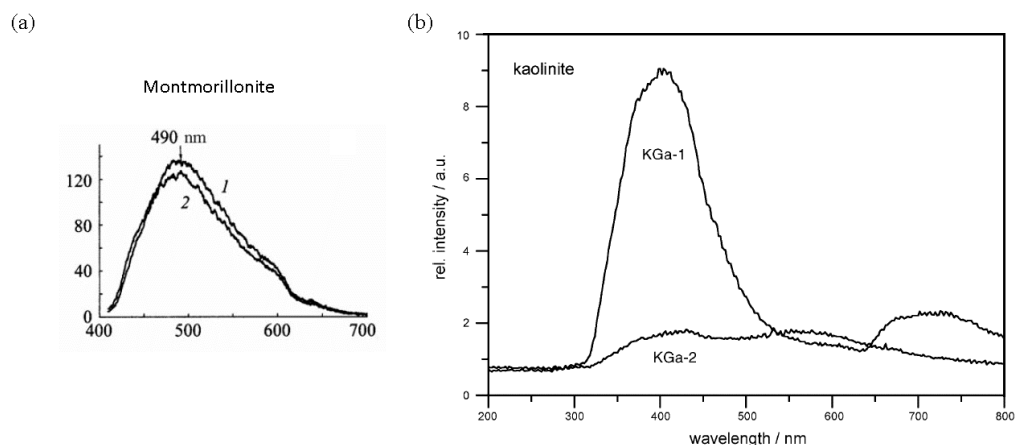 (a)
Montmorillonite
490 nm
1
2
120
80
40
0
400
500
600
700
(b)
kaolinite
KGa-1
KGa-2
rel. intensity / a.u.
10
8
6
4
2
0
200
300
400
500
600
700
800
wavelength / nm